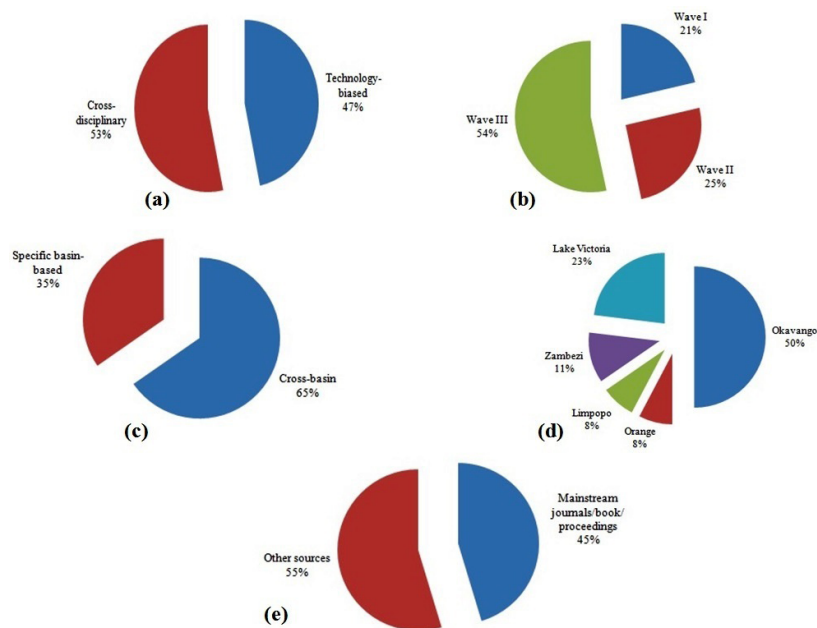 Technology-
biased
47%
Cross-
disciplinary
53%
(a)
Wave I
21%
Wave III
54%
Wave II
25%
(b)
Specific basin-
based
35%
Cross-basin
65%
(c)
Lake Victoria
23%
Okavango
50%
Zambezi
11%
Limpopo
8%
Orange
8%
(d)
Mainstream
journals/book/
proceedings
45%
Other sources
55%
(e)